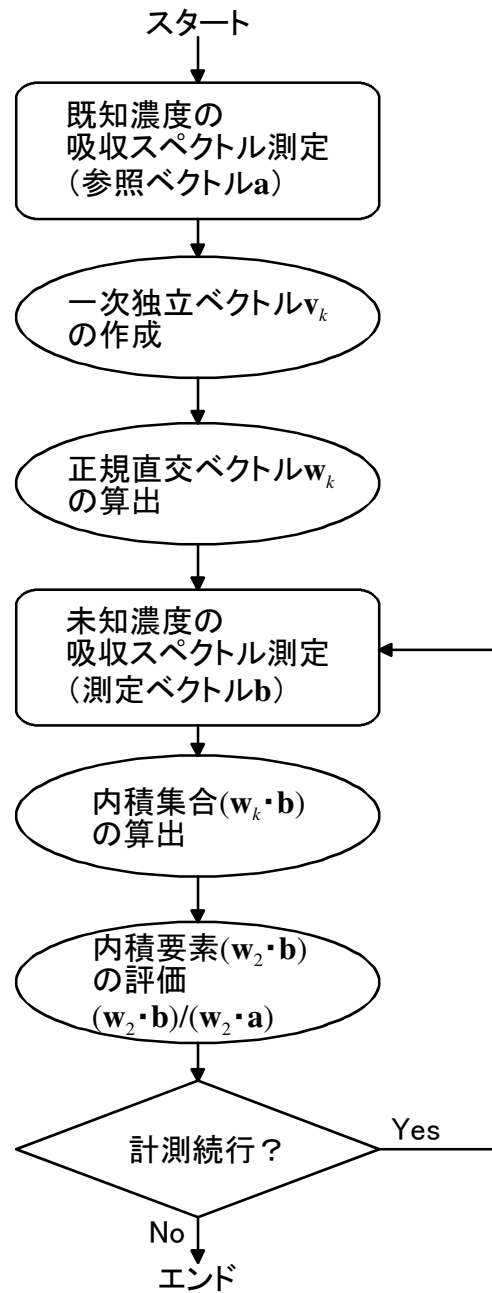 スタート
既知濃度の
吸収スペクトル測定
(参照ベクトルa)
一次独立ベクトルvk
の作成
正規直交ベクトルwk
の算出
未知濃度の
吸収スペクトル測定
(測定ベクトルb)
内積集合(wk・b)
の算出
内積要素(w2・b)
の評価
(w2・b)/(w2・a)
計測続行？
Yes
No
エンド